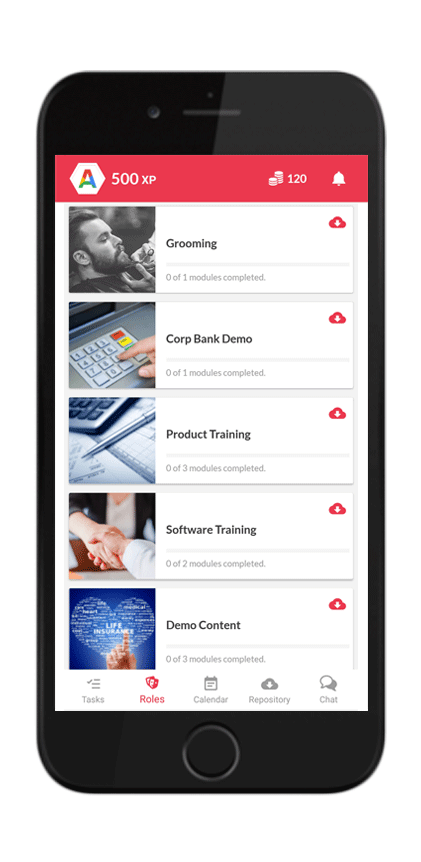 A 500 XP 120
Grooming
0 of 1 modules completed.
Corp Bank Demo
0 of 1 modules completed.
Product Training
0 of 3 modules completed.
Software Training
0 of 2 modules completed.
medical
heart
LIFE
INSURANCE
Demo Content
0 of 3 modules completed.
Tasks Roles Calendar Repository Chat